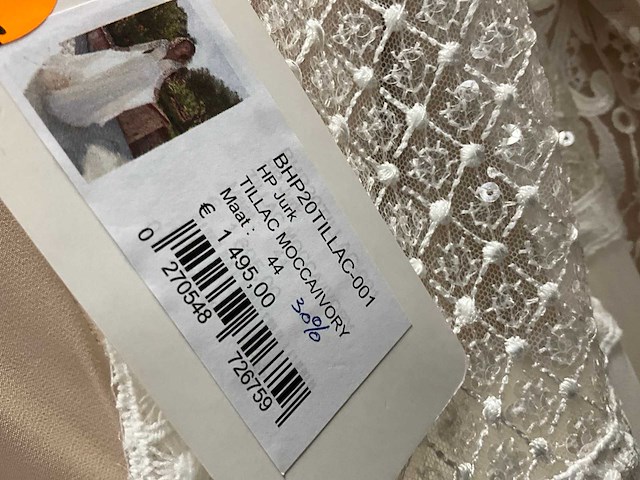 BHP20TILLAC-001
HP Jurk
TILLAC MOCCA/IVORY
Maat : 44
€ 1 495,00
30%
0 270548 726759